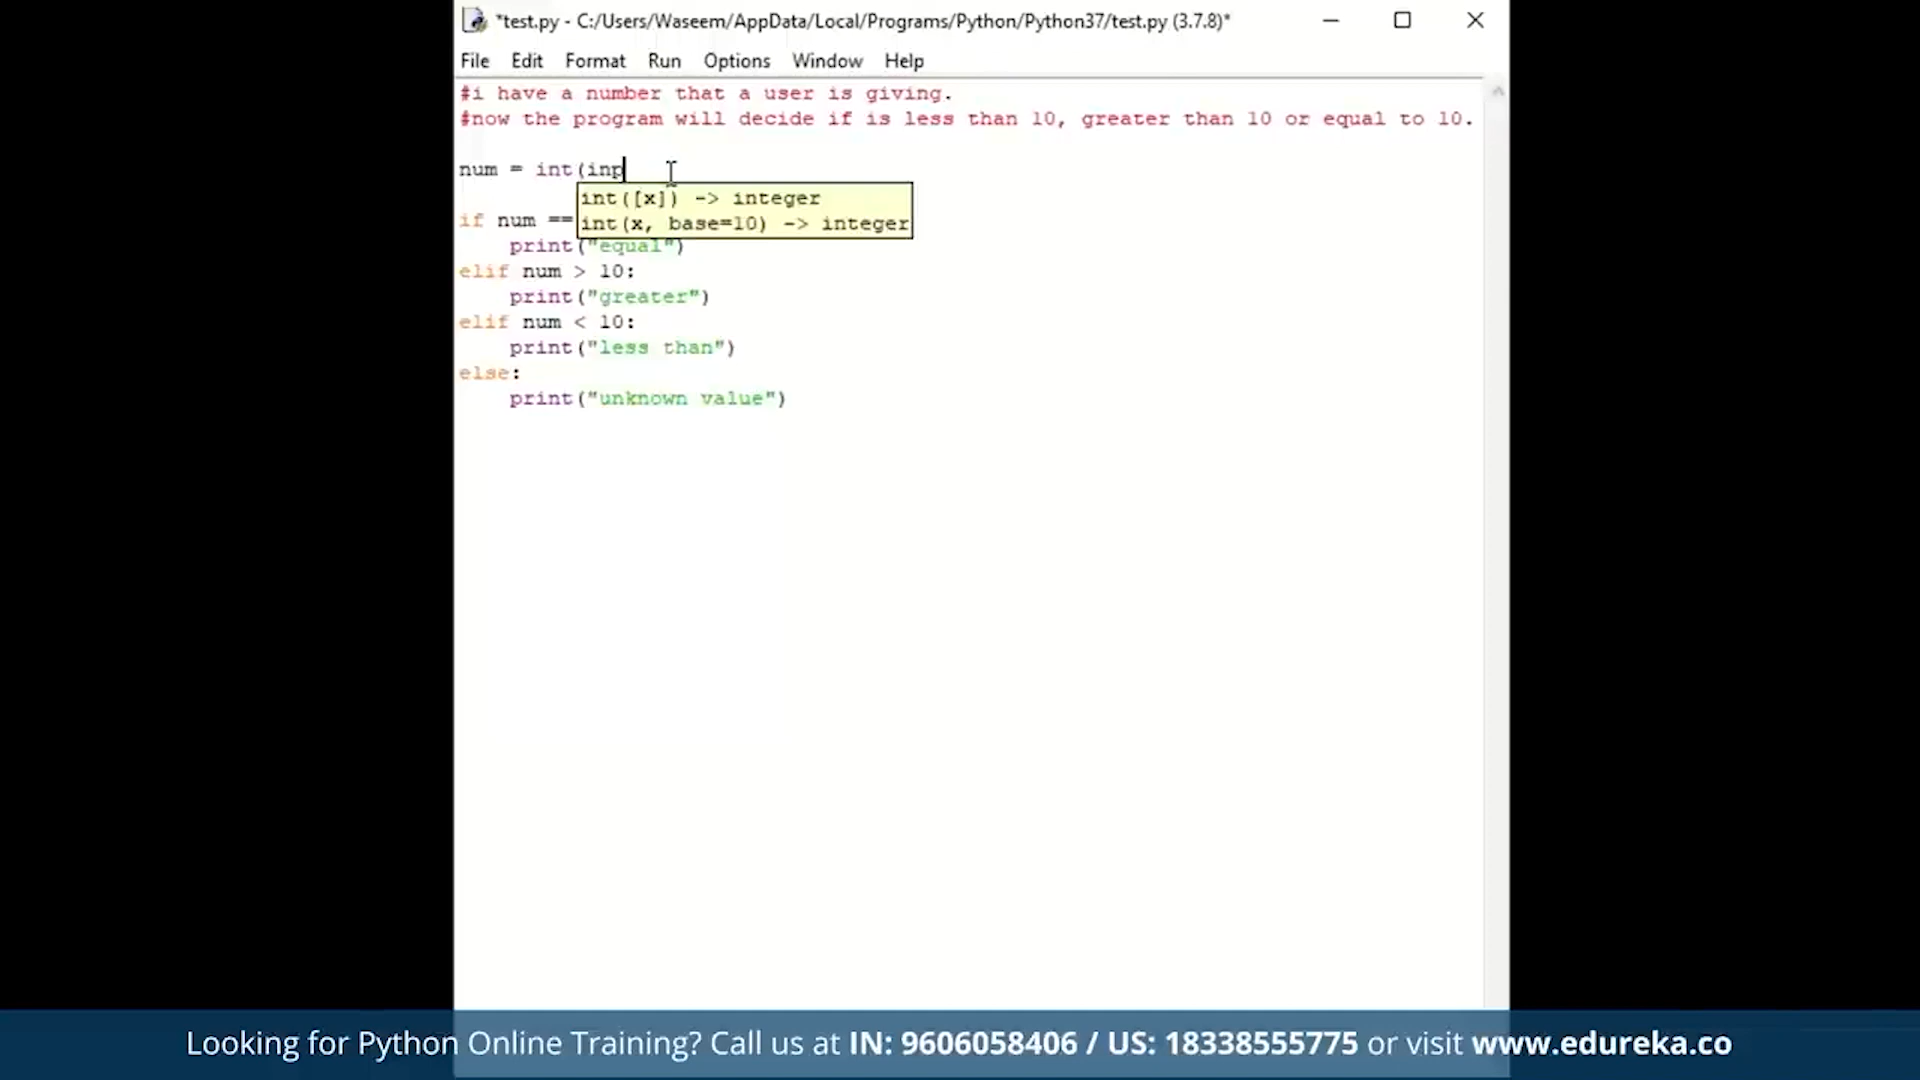 *test.py - C:/Users/Waseem/AppData/Local/Programs/Python/Python37/test.py (3.7.8)*
File Edit Format Run Options Window Help
#i have a number that a user is giving.
#now the program will decide if is less than 10, greater than 10 or equal to 10.
num = int(inp
int([x]) -> integer
if num ==
int(x, base=10) -> integer
print("equal")
elif num > 10:
print("greater")
elif num < 10:
print("less than")
else:
print("unknown value")
Looking for Python Online Training? Call us at IN: 9606058406 / US: 18338555775 or visit www.edureka.co